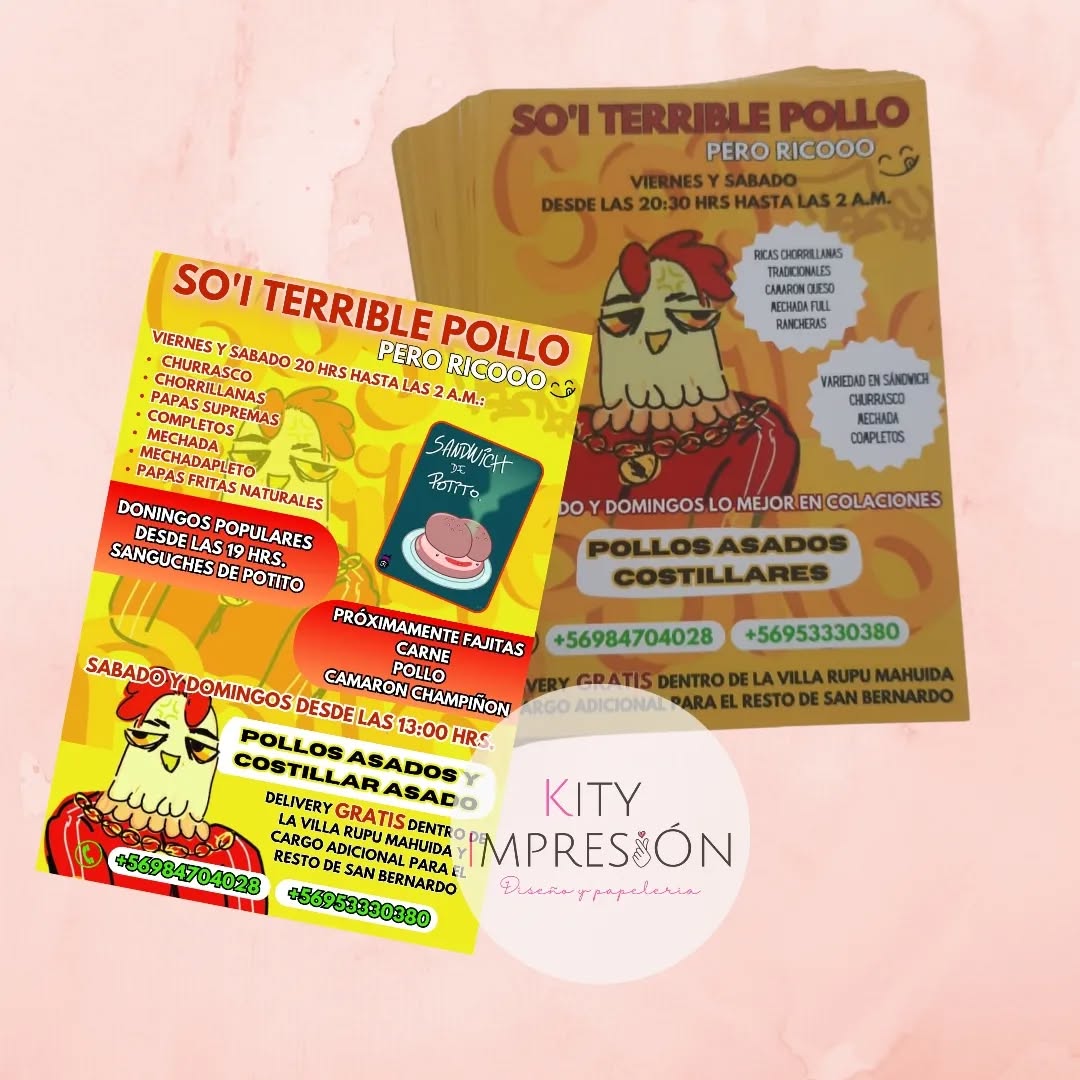 SO'I TERRIBLE POLLO
PERO RICOOO
VIERNES Y SABADO
DESDE LAS 20:30 HRS HASTA LAS 2 A.M.
RICAS CHORRILLANAS
TRADICIONALES
CAMARON QUESO
MECHADA FULL
RANCHERAS
VARIEDAD EN SÁNDWICH
CHURRASCO
MECHADA
COMPLETOS
DO Y DOMINGOS LO MEJOR EN COLACIONES
POLLOS ASADOS
COSTILLARES
+56984704028
+56953330380
VERY GRATIS DENTRO DE LA VILLA RUPU MAHUIDA
ARGO ADICIONAL PARA EL RESTO DE SAN BERNARDO
SO'I TERRIBLE POLLO
PERO RICOOO
VIERNES Y SABADO 20 HRS HASTA LAS 2 A.M.:
• CHURRASCO
• CHORRILLANAS
• PAPAS SUPREMAS
• COMPLETOS
• MECHADA
• MECHADAPLETO
• PAPAS FRITAS NATURALES
SANDWICH
DE
POTITO.
DONINGOS POPULARES
DESDE LAS 19 HRS.
SANGUCHES DE POTITO
PRÓXIMAMENTE FAJITAS
CARNE
POLLO
CAMARON CHAMPIÑON
SABADO Y DOMINGOS DESDE LAS 13:00 HRS.
POLLOS ASADOS Y
COSTILLAR ASADO
DELIVERY GRATIS DENTRO DE
LA VILLA RUPU MAHUIDA Y
CARGO ADICIONAL PARA EL
RESTO DE SAN BERNARDO
+56984704028
+56953330380
KITY
IMPRESIÓN
Diseño y papeleria